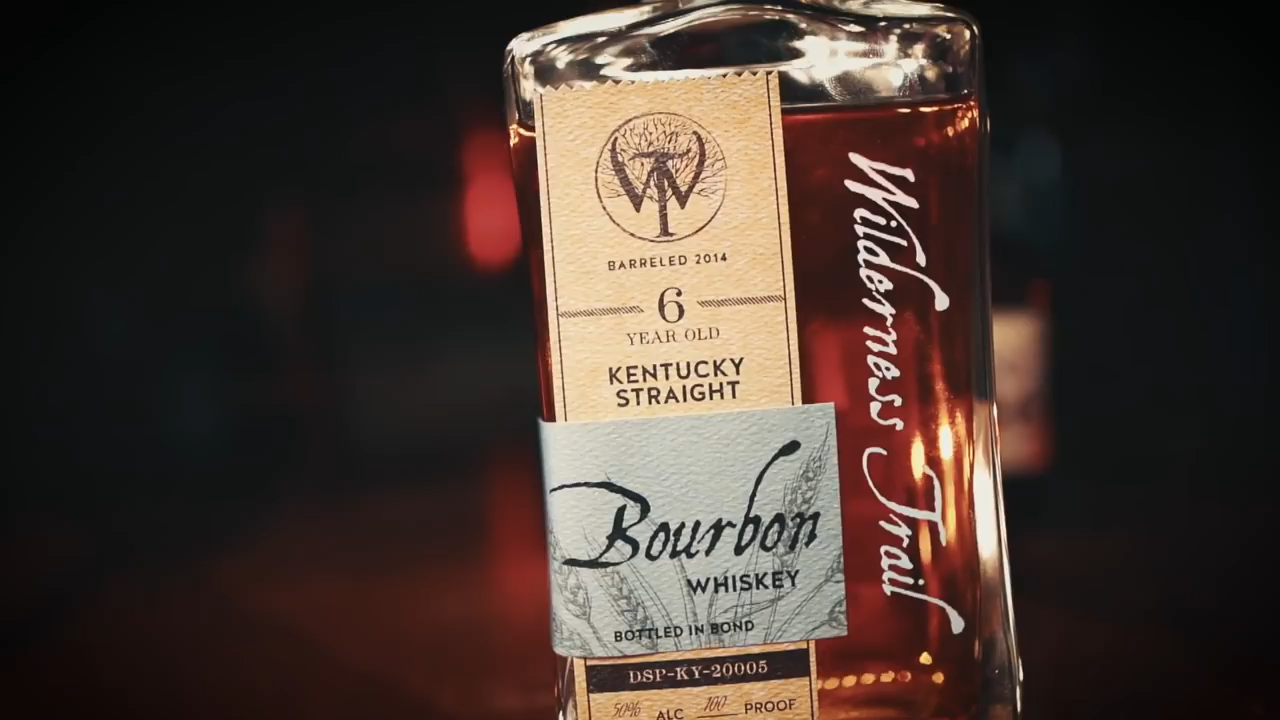 WT
BARRELED 2014
6
YEAR OLD
KENTUCKY
STRAIGHT
Bourbon
WHISKEY
BOTTLED IN BOND
DSP-KY-20005
50% ALC 100 PROOF
Wilderness Trail